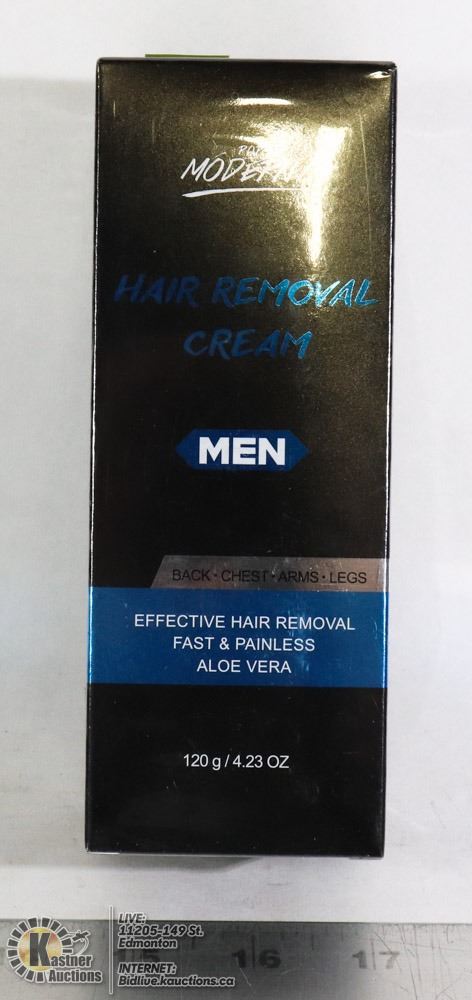 HAIR REMOVAL
CREAM
MEN
BACK • CHEST • ARMS • LEGS
EFFECTIVE HAIR REMOVAL
FAST & PAINLESS
ALOE VERA
120 g / 4.23 OZ
LIVE:
11205-149 St.
Edmonton
INTERNET:
Bidlive.kauctions.ca
Kastner
Auctions
15 16 17